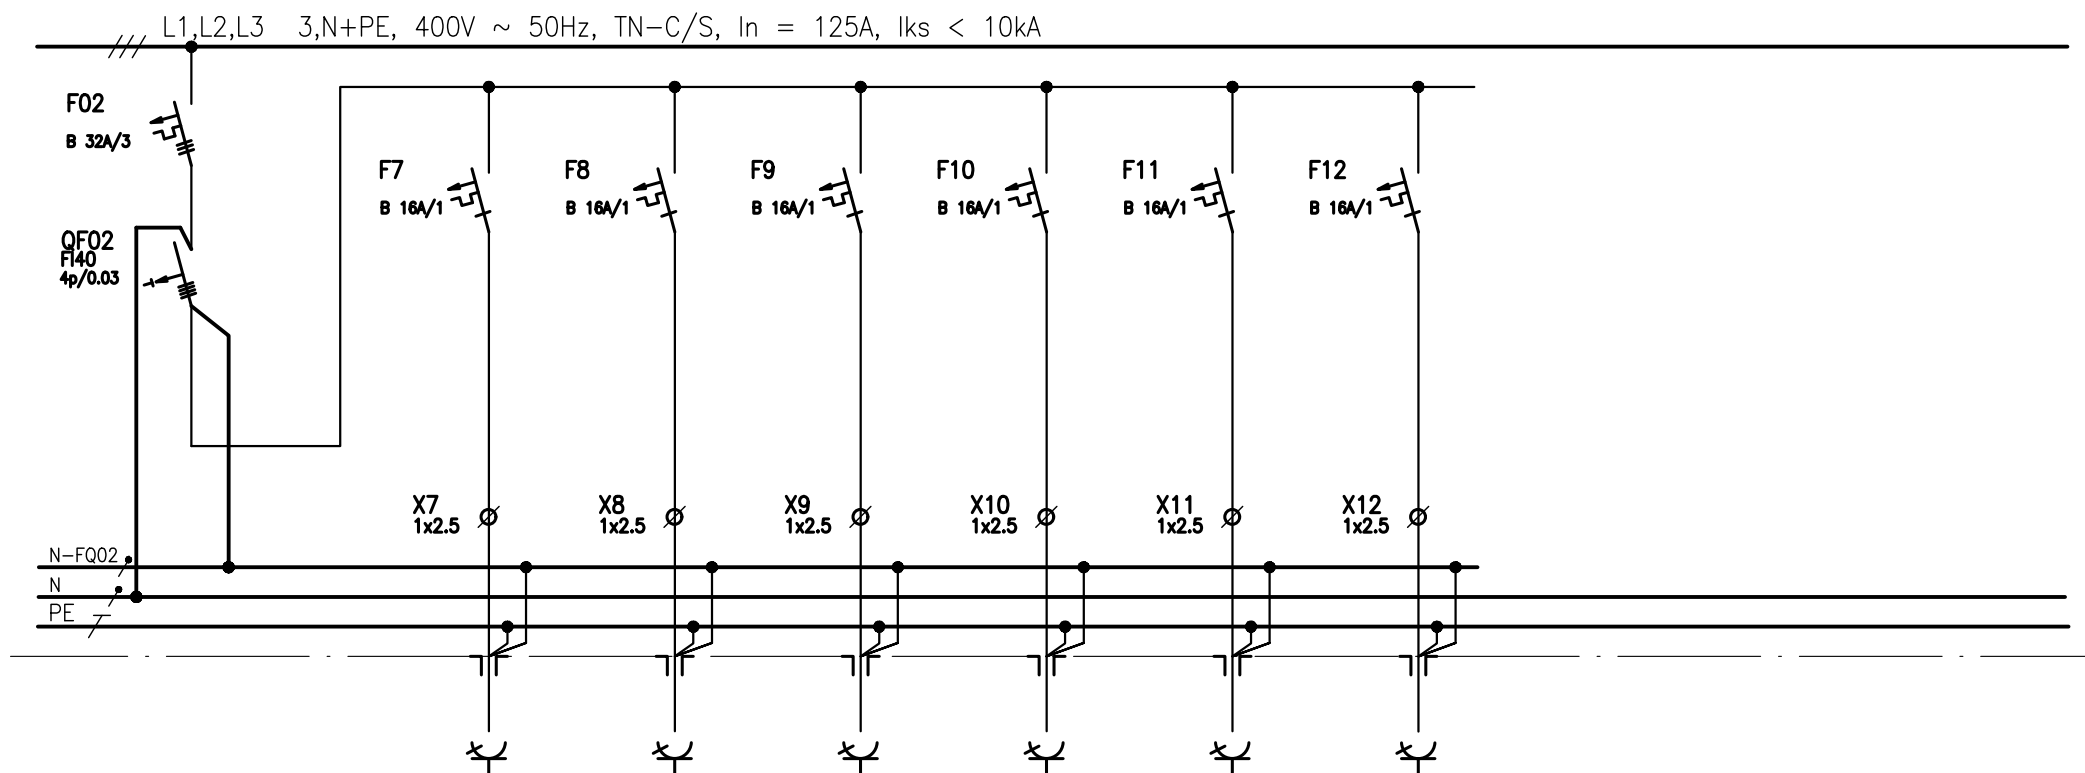 L1,L2,L3 3,N+PE, 400V ~ 50Hz, TN-C/S, In = 125A, Iks < 10kA
F02
B 32A/3
F7
B 16A/1
F8
B 16A/1
F9
B 16A/1
F10
B 16A/1
F11
B 16A/1
F12
B 16A/1
QF02
FI40
4p/0.03
X7
1x2.5
X8
1x2.5
X9
1x2.5
X10
1x2.5
X11
1x2.5
X12
1x2.5
N-FQ02
N
PE